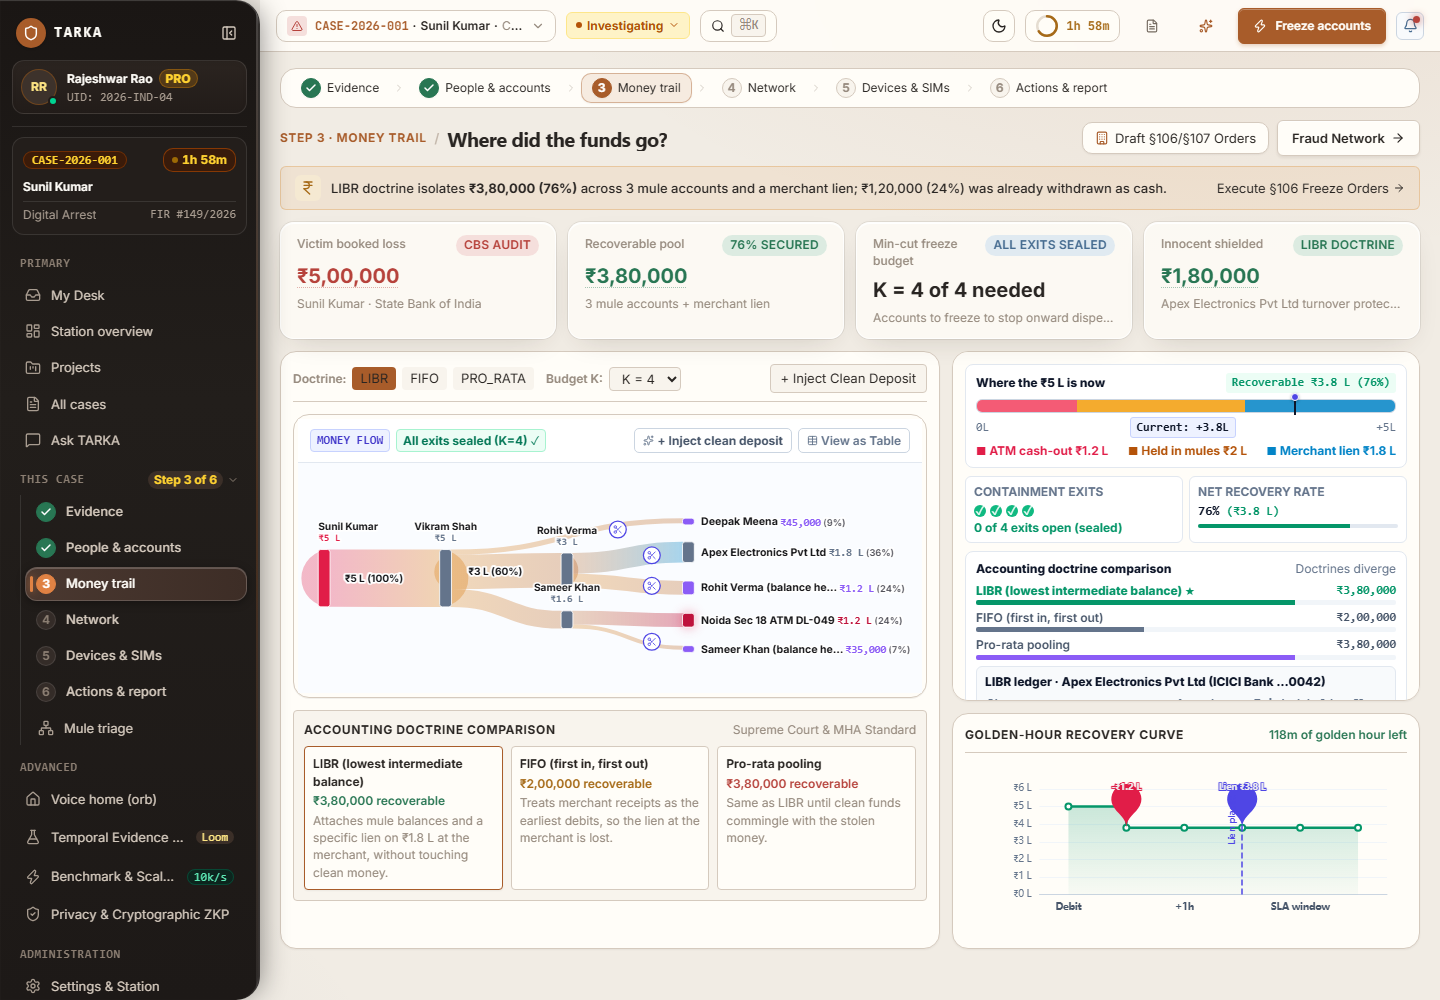 TARKA
RR
Rajeshwar Rao PRO
UID: 2026-IND-04
CASE-2026-001 1h 58m
Sunil Kumar
Digital Arrest FIR #149/2026
PRIMARY
My Desk
Station overview
Projects
All cases
Ask TARKA
THIS CASE Step 3 of 6
Evidence
People & accounts
3 Money trail
4 Network
5 Devices & SIMs
6 Actions & report
Mule triage
ADVANCED
Voice home (orb)
Temporal Evidence ... Loom
Benchmark & Scal... 10k/s
Privacy & Cryptographic ZKP
ADMINISTRATION
Settings & Station
CASE-2026-001 · Sunil Kumar · C...
Investigating
⌘K
1h 58m
Freeze accounts
Evidence
People & accounts
3 Money trail
4 Network
5 Devices & SIMs
6 Actions & report
STEP 3 · MONEY TRAIL / Where did the funds go?
Draft §106/§107 Orders
Fraud Network →
₹ LIBR doctrine isolates ₹3,80,000 (76%) across 3 mule accounts and a merchant lien; ₹1,20,000 (24%) was already withdrawn as cash.
Execute §106 Freeze Orders →
Victim booked loss CBS AUDIT
₹5,00,000
Sunil Kumar · State Bank of India
Recoverable pool 76% SECURED
₹3,80,000
3 mule accounts + merchant lien
Min-cut freeze budget ALL EXITS SEALED
K = 4 of 4 needed
Accounts to freeze to stop onward dispe...
Innocent shielded LIBR DOCTRINE
₹1,80,000
Apex Electronics Pvt Ltd turnover protec...
Doctrine: LIBR FIFO PRO_RATA Budget K: K = 4
+ Inject Clean Deposit
MONEY FLOW All exits sealed (K=4) ✓
+ Inject clean deposit View as Table
Sunil Kumar
₹5 L
₹5 L (100%)
Vikram Shah
₹5 L
₹3 L (60%)
Rohit Verma
₹3 L
Sameer Khan
₹1.6 L
Deepak Meena ₹45,000 (9%)
Apex Electronics Pvt Ltd ₹1.8 L (36%)
Rohit Verma (balance he... ₹1.2 L (24%)
Noida Sec 18 ATM DL-049 ₹1.2 L (24%)
Sameer Khan (balance he... ₹35,000 (7%)
ACCOUNTING DOCTRINE COMPARISON Supreme Court & MHA Standard
LIBR (lowest intermediate
balance)
₹3,80,000 recoverable
Attaches mule balances and a
specific lien on ₹1.8 L at the
merchant, without touching
clean money.
FIFO (first in, first out)
₹2,00,000 recoverable
Treats merchant receipts as the
earliest debits, so the lien at the
merchant is lost.
Pro-rata pooling
₹3,80,000 recoverable
Same as LIBR until clean funds
commingle with the stolen
money.
Where the ₹5 L is now Recoverable ₹3.8 L (76%)
0L Current: +3.8L +5L
ATM cash-out ₹1.2 L Held in mules ₹2 L Merchant lien ₹1.8 L
CONTAINMENT EXITS
0 of 4 exits open (sealed)
NET RECOVERY RATE
76% (₹3.8 L)
Accounting doctrine comparison Doctrines diverge
LIBR (lowest intermediate balance) ★ ₹3,80,000
FIFO (first in, first out) ₹2,00,000
Pro-rata pooling ₹3,80,000
LIBR ledger · Apex Electronics Pvt Ltd (ICICI Bank ...0042)
GOLDEN-HOUR RECOVERY CURVE 118m of golden hour left
₹6 L
₹5 L
₹4 L
₹3 L
₹2 L
₹1 L
₹0 L
Debit +1h SLA window